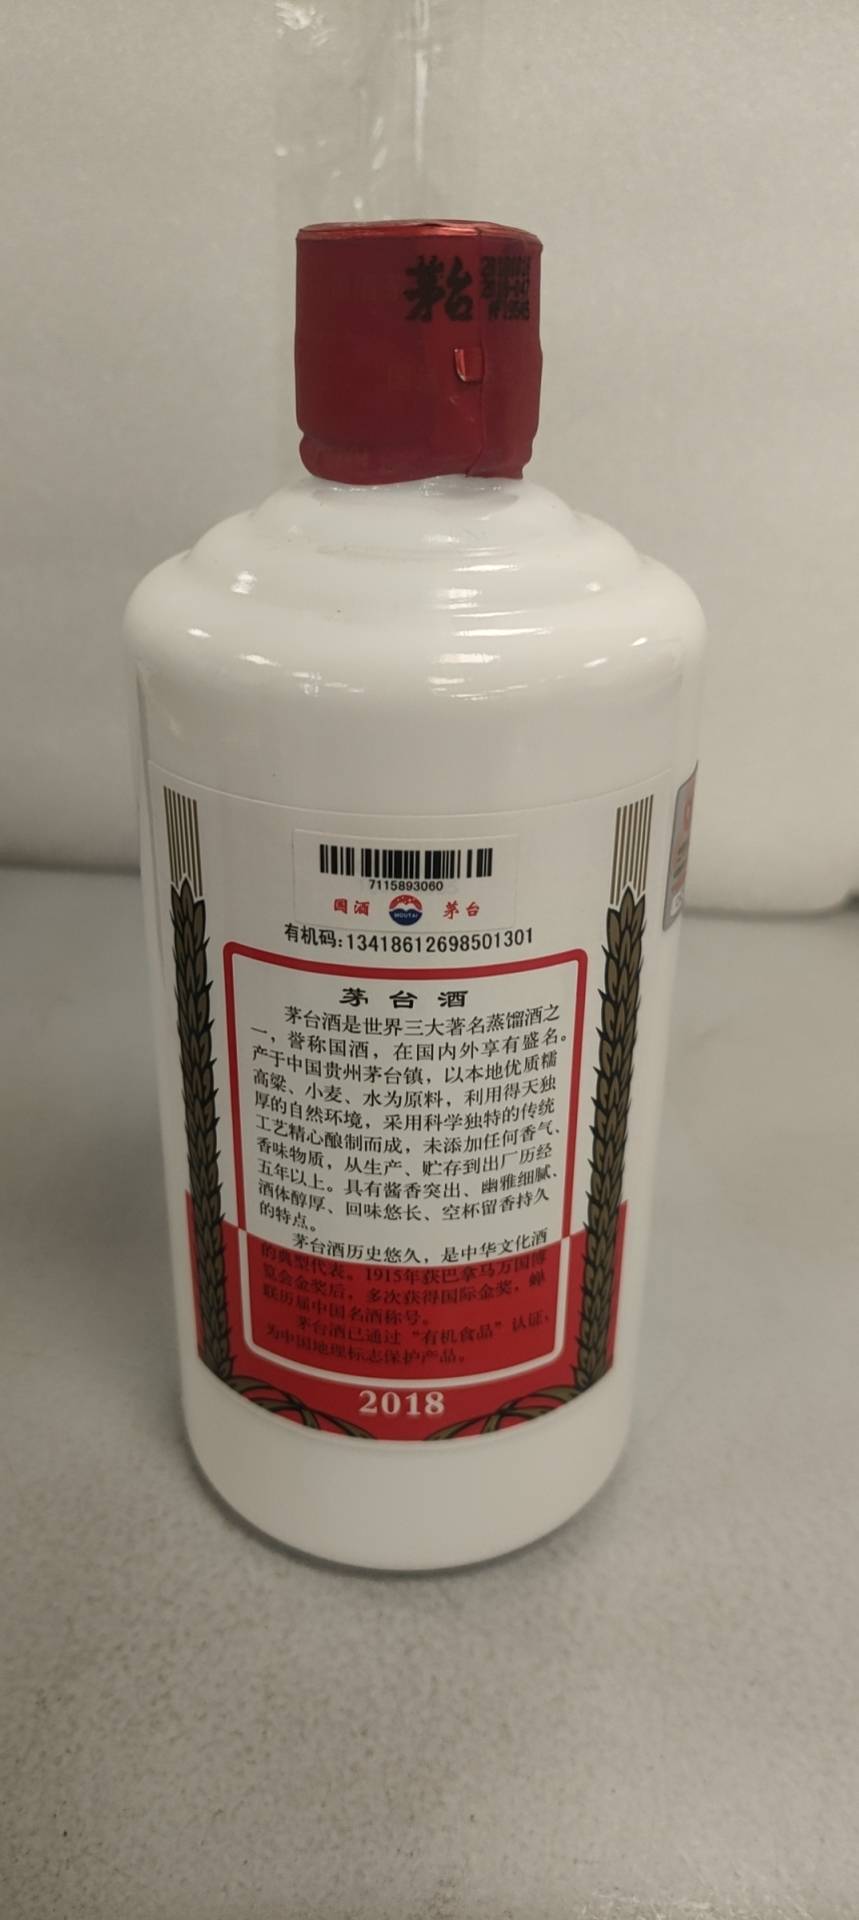 茅台
7115893060
国酒 MOUTAI 茅台
有机码:13418612698501301
茅台酒
茅台酒是世界三大著名蒸馏酒之
一，誉称国酒，在国内外享有盛名。
产于中国贵州茅台镇，以本地优质糯
高粱、小麦、水为原料，利用得天独
厚的自然环境，采用科学独特的传统
工艺精心酿制而成，未添加任何香气、
香味物质，从生产、贮存到出厂历经
五年以上。具有酱香突出、幽雅细腻、
酒体醇厚、回味悠长、空杯留香持久
的特点。
茅台酒历史悠久，是中华文化酒
的典型代表。1915年获巴拿马万国博
览会金奖后，多次获得国际金奖，蝉
联历届中国名酒称号。
茅台酒已通过“有机食品”认证，
为中国地理标志保护产品。
2018